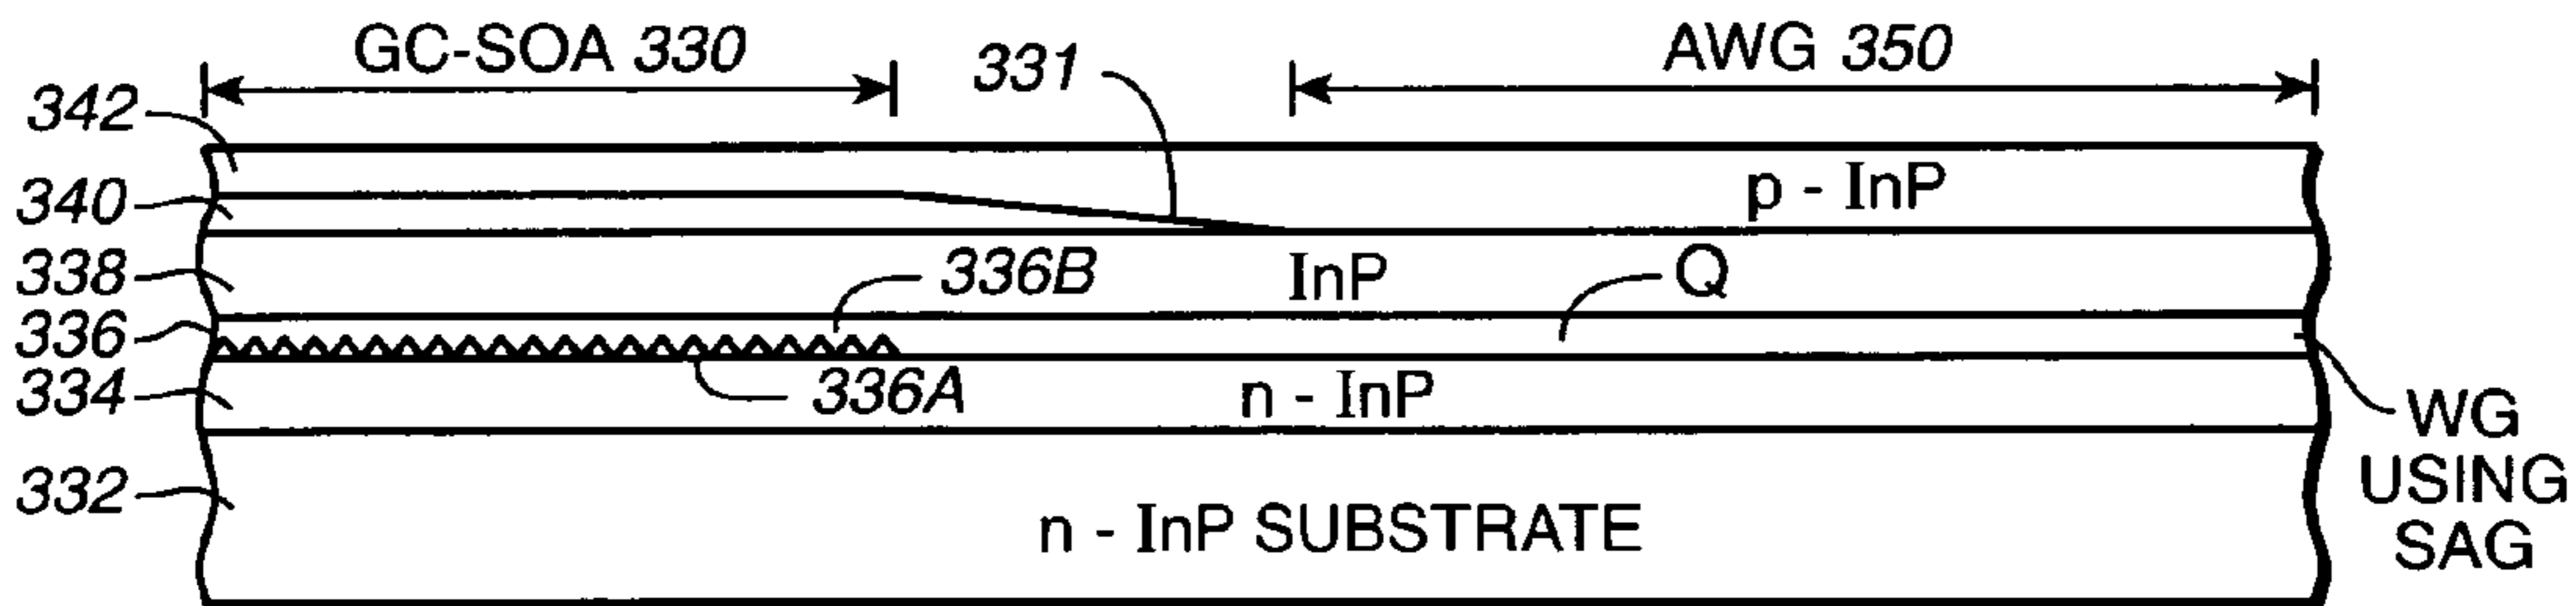 GC-SOA 330
331
AWG 350
342
p - InP
340
338
336B
InP
Q
336
336A
334
n - InP
WG
USING
SAG
332
n - InP SUBSTRATE